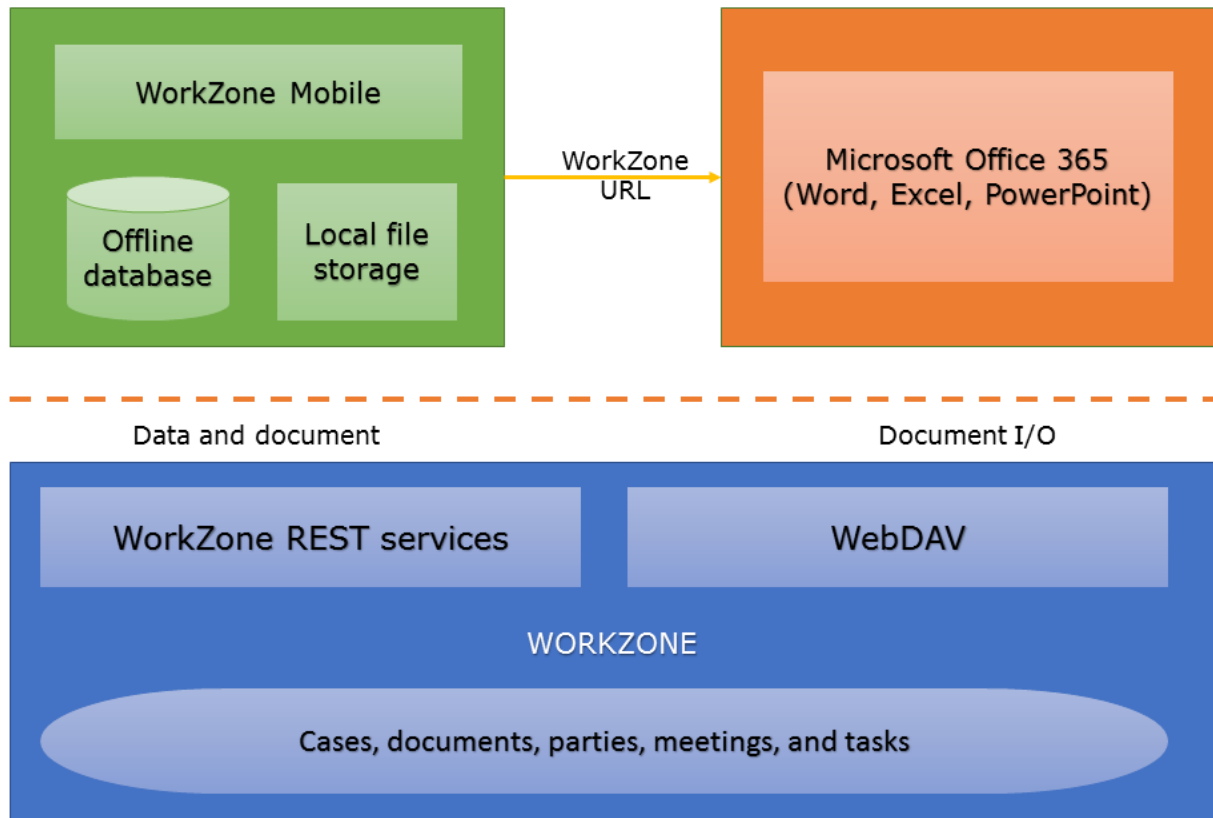 WorkZone Mobile
Offline
database
Local file
storage
WorkZone
URL
Microsoft Office 365
(Word, Excel, PowerPoint)
Data and document
Document I/O
WorkZone REST services
WebDAV
WORKZONE
Cases, documents, parties, meetings, and tasks